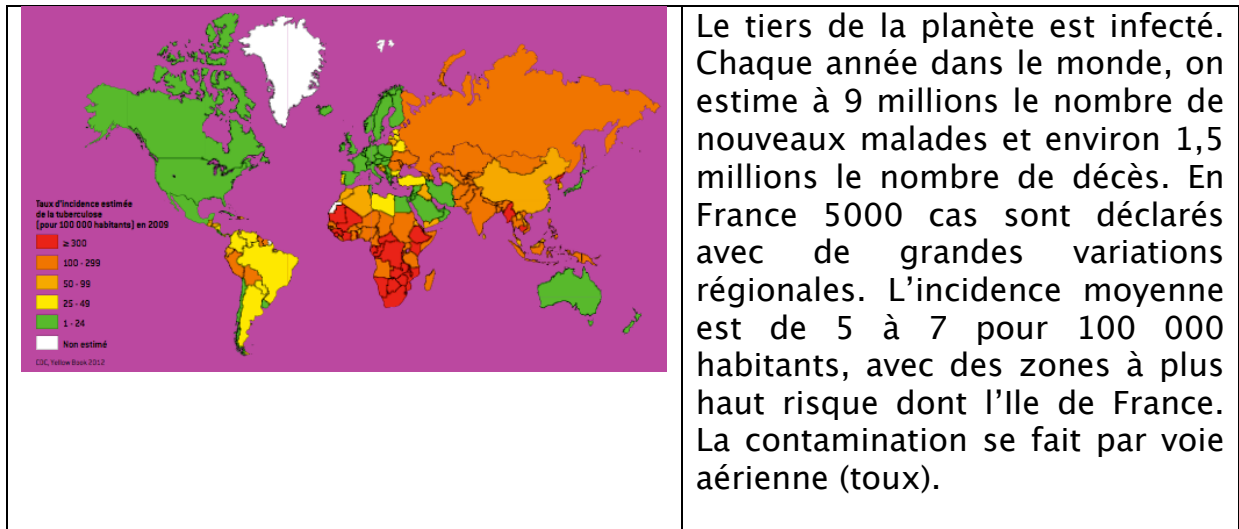 Taux d'incidence estimée
de la tuberculose
(pour 100 000 habitants) en 2009
≥ 300
100 - 299
50 - 99
25 - 49
1 - 24
Non estimé
CDC, Yellow Book 2012
Le tiers de la planète est infecté.
Chaque année dans le monde, on
estime à 9 millions le nombre de
nouveaux malades et environ 1,5
millions le nombre de décès. En
France 5000 cas sont déclarés
avec de grandes variations
régionales. L'incidence moyenne
est de 5 à 7 pour 100 000
habitants, avec des zones à plus
haut risque dont l'Ile de France.
La contamination se fait par voie
aérienne (toux).